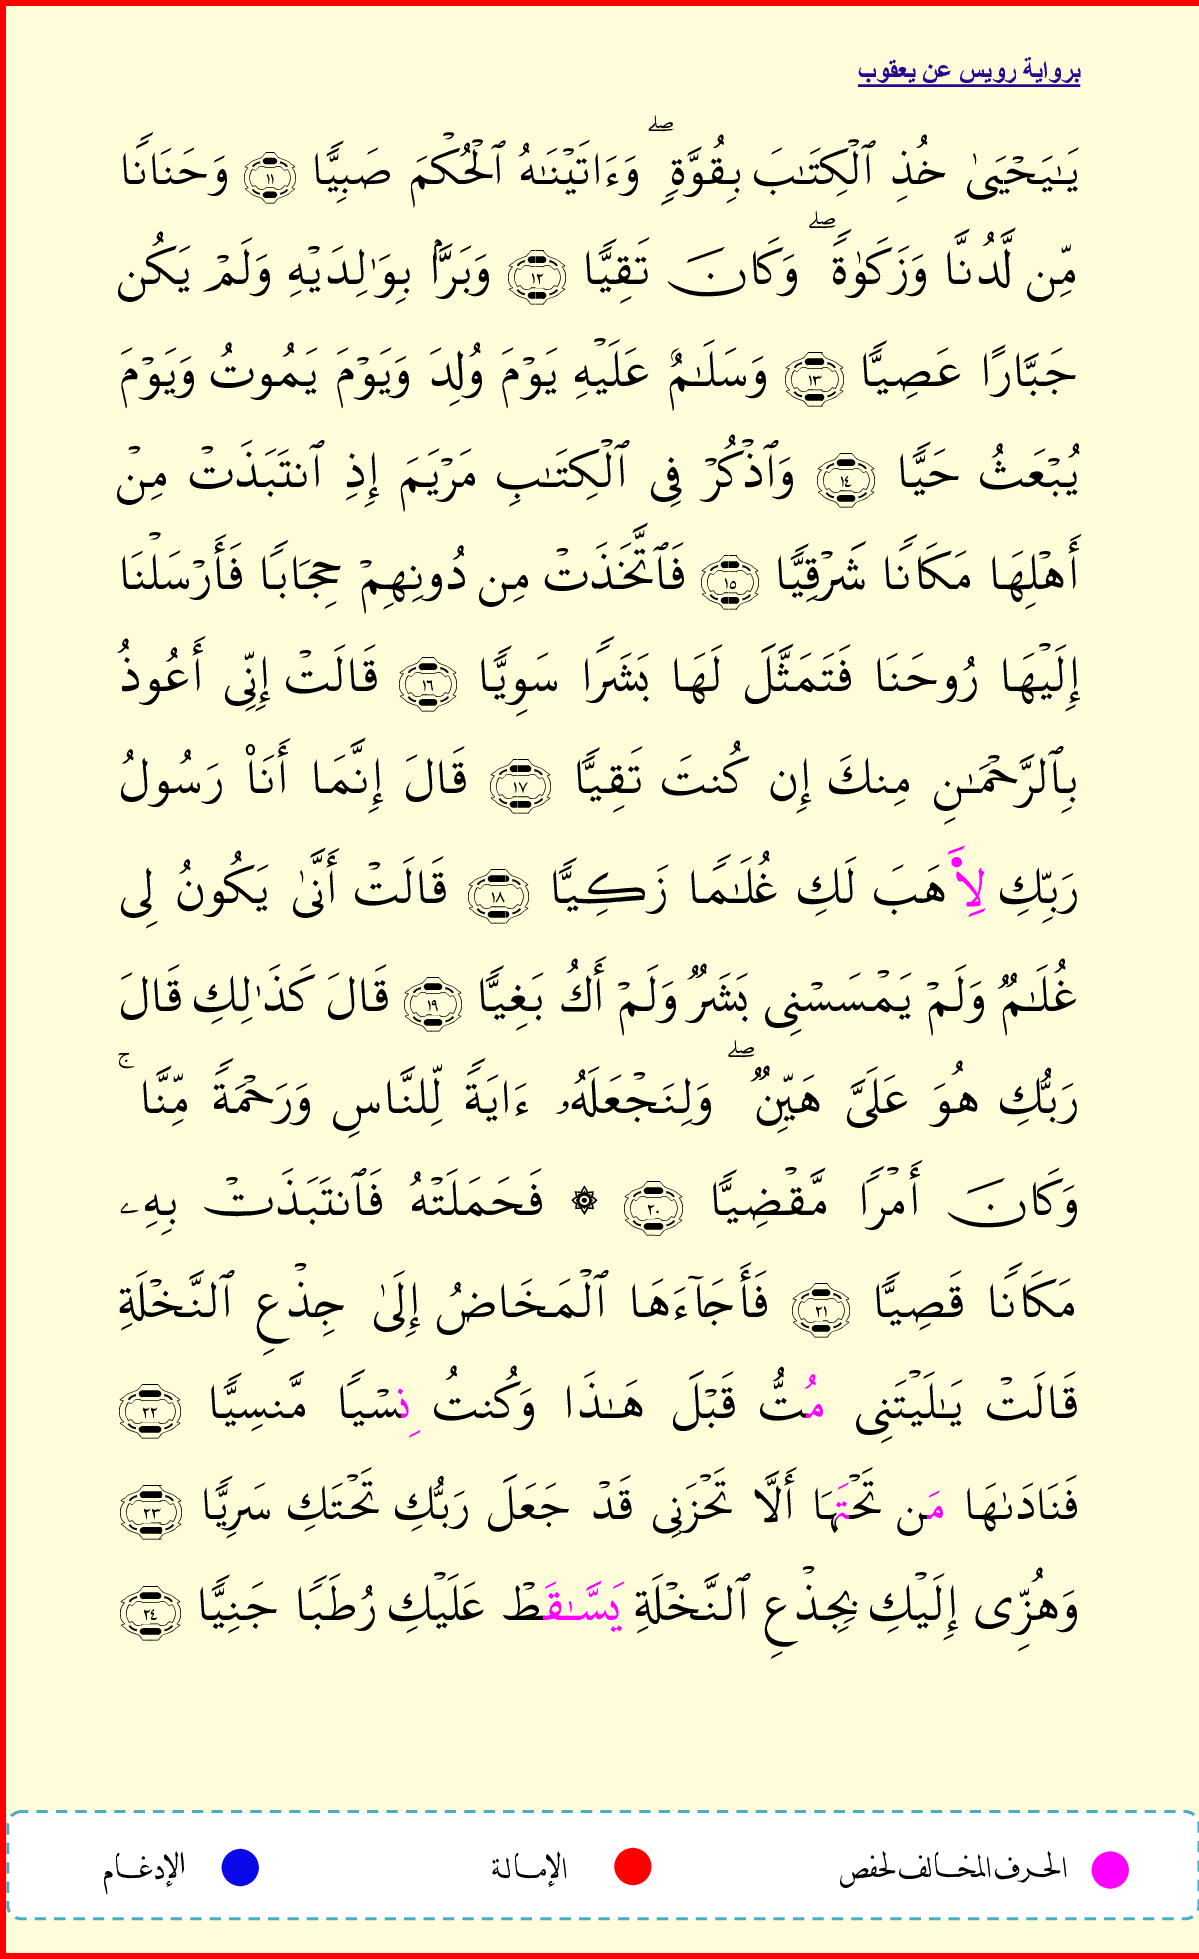 برواية رويس عن يعقوب
يَـٰيَحْيَىٰ خُذِ ٱلْكِتَـٰبَ بِقُوَّةٍۢ ۖ وَءَاتَيْنَـٰهُ ٱلْحُكْمَ صَبِيًّا ١١ وَحَنَانًا
مِّن لَّدُنَّا وَزَكَوٰةً ۖ وَكَانَ تَقِيًّا ١٢ وَبَرًّۢا بِوَٰلِدَيْهِ وَلَمْ يَكُن
جَبَّارًا عَصِيًّا ١٣ وَسَلَـٰمٌ عَلَيْهِ يَوْمَ وُلِدَ وَيَوْمَ يَمُوتُ وَيَوْمَ
يُبْعَثُ حَيًّا ١٤ وَٱذْكُرْ فِى ٱلْكِتَـٰبِ مَرْيَمَ إِذِ ٱنتَبَذَتْ مِنْ
أَهْلِهَا مَكَانًا شَرْقِيًّا ١٥ فَٱتَّخَذَتْ مِن دُونِهِمْ حِجَابًا فَأَرْسَلْنَا
إِلَيْهَا رُوحَنَا فَتَمَثَّلَ لَهَا بَشَرًا سَوِيًّا ١٦ قَالَتْ إِنِّى أَعُوذُ
بِٱلرَّحْمَـٰنِ مِنكَ إِن كُنتَ تَقِيًّا ١٧ قَالَ إِنَّمَا أَنَا۠ رَسُولُ
رَبِّكِ لِأَ۬هَبَ لَكِ غُلَـٰمًا زَكِيًّا ١٨ قَالَتْ أَنَّىٰ يَكُونُ لِى
غُلَـٰمٌ وَلَمْ يَمْسَسْنِى بَشَرٌ وَلَمْ أَكُ بَغِيًّا ١٩ قَالَ كَذَٰلِكِ قَالَ
رَبُّكِ هُوَ عَلَىَّ هَيِّنٌ ۖ وَلِنَجْعَلَهُۥ ءَايَةً لِّلنَّاسِ وَرَحْمَةً مِّنَّا ۚ
وَكَانَ أَمْرًا مَّقْضِيًّا ٢٠ ۞ فَحَمَلَتْهُ فَٱنتَبَذَتْ بِهِۦ
مَكَانًا قَصِيًّا ٢١ فَأَجَآءَهَا ٱلْمَخَاضُ إِلَىٰ جِذْعِ ٱلنَّخْلَةِ
قَالَتْ يَـٰلَيْتَنِى مُتُّ قَبْلَ هَـٰذَا وَكُنتُ نِسْيًا مَّنسِيًّا ٢٢
فَنَادَىٰهَا مَن تَحْتَهَا أَلَّا تَحْزَنِى قَدْ جَعَلَ رَبُّكِ تَحْتَكِ سَرِيًّا ٢٣
وَهُزِّى إِلَيْكِ بِجِذْعِ ٱلنَّخْلَةِ يَسَّـٰقَطْ عَلَيْكِ رُطَبًا جَنِيًّا ٢٤
الحرف المخالف لحفص الإمالة الإدغام